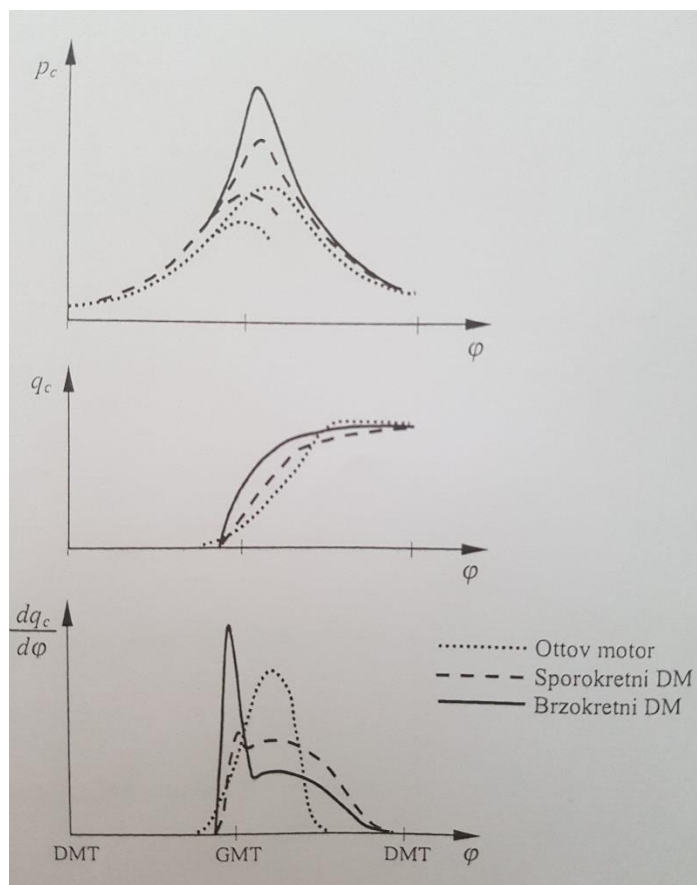 p_c
φ
q_c
φ
dq_c
dφ
Ottov motor
Sporokretni DM
Brzokretni DM
DMT
GMT
DMT
φ